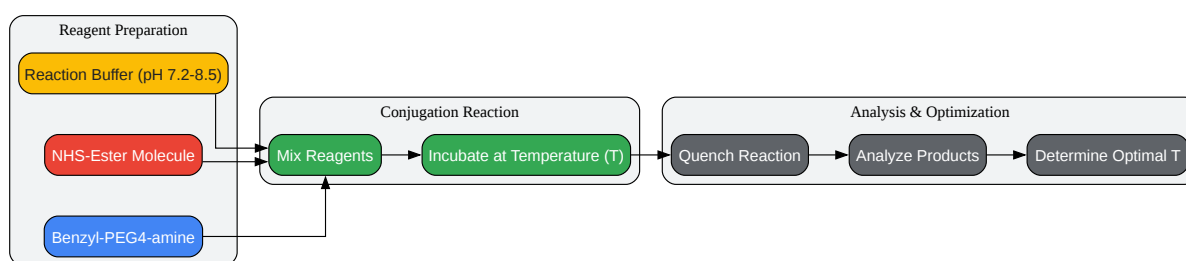 Reagent Preparation
Reaction Buffer (pH 7.2-8.5)
NHS-Ester Molecule
Benzyl-PEG4-amine
Conjugation Reaction
Mix Reagents
Incubate at Temperature (T)
Analysis & Optimization
Quench Reaction
Analyze Products
Determine Optimal T